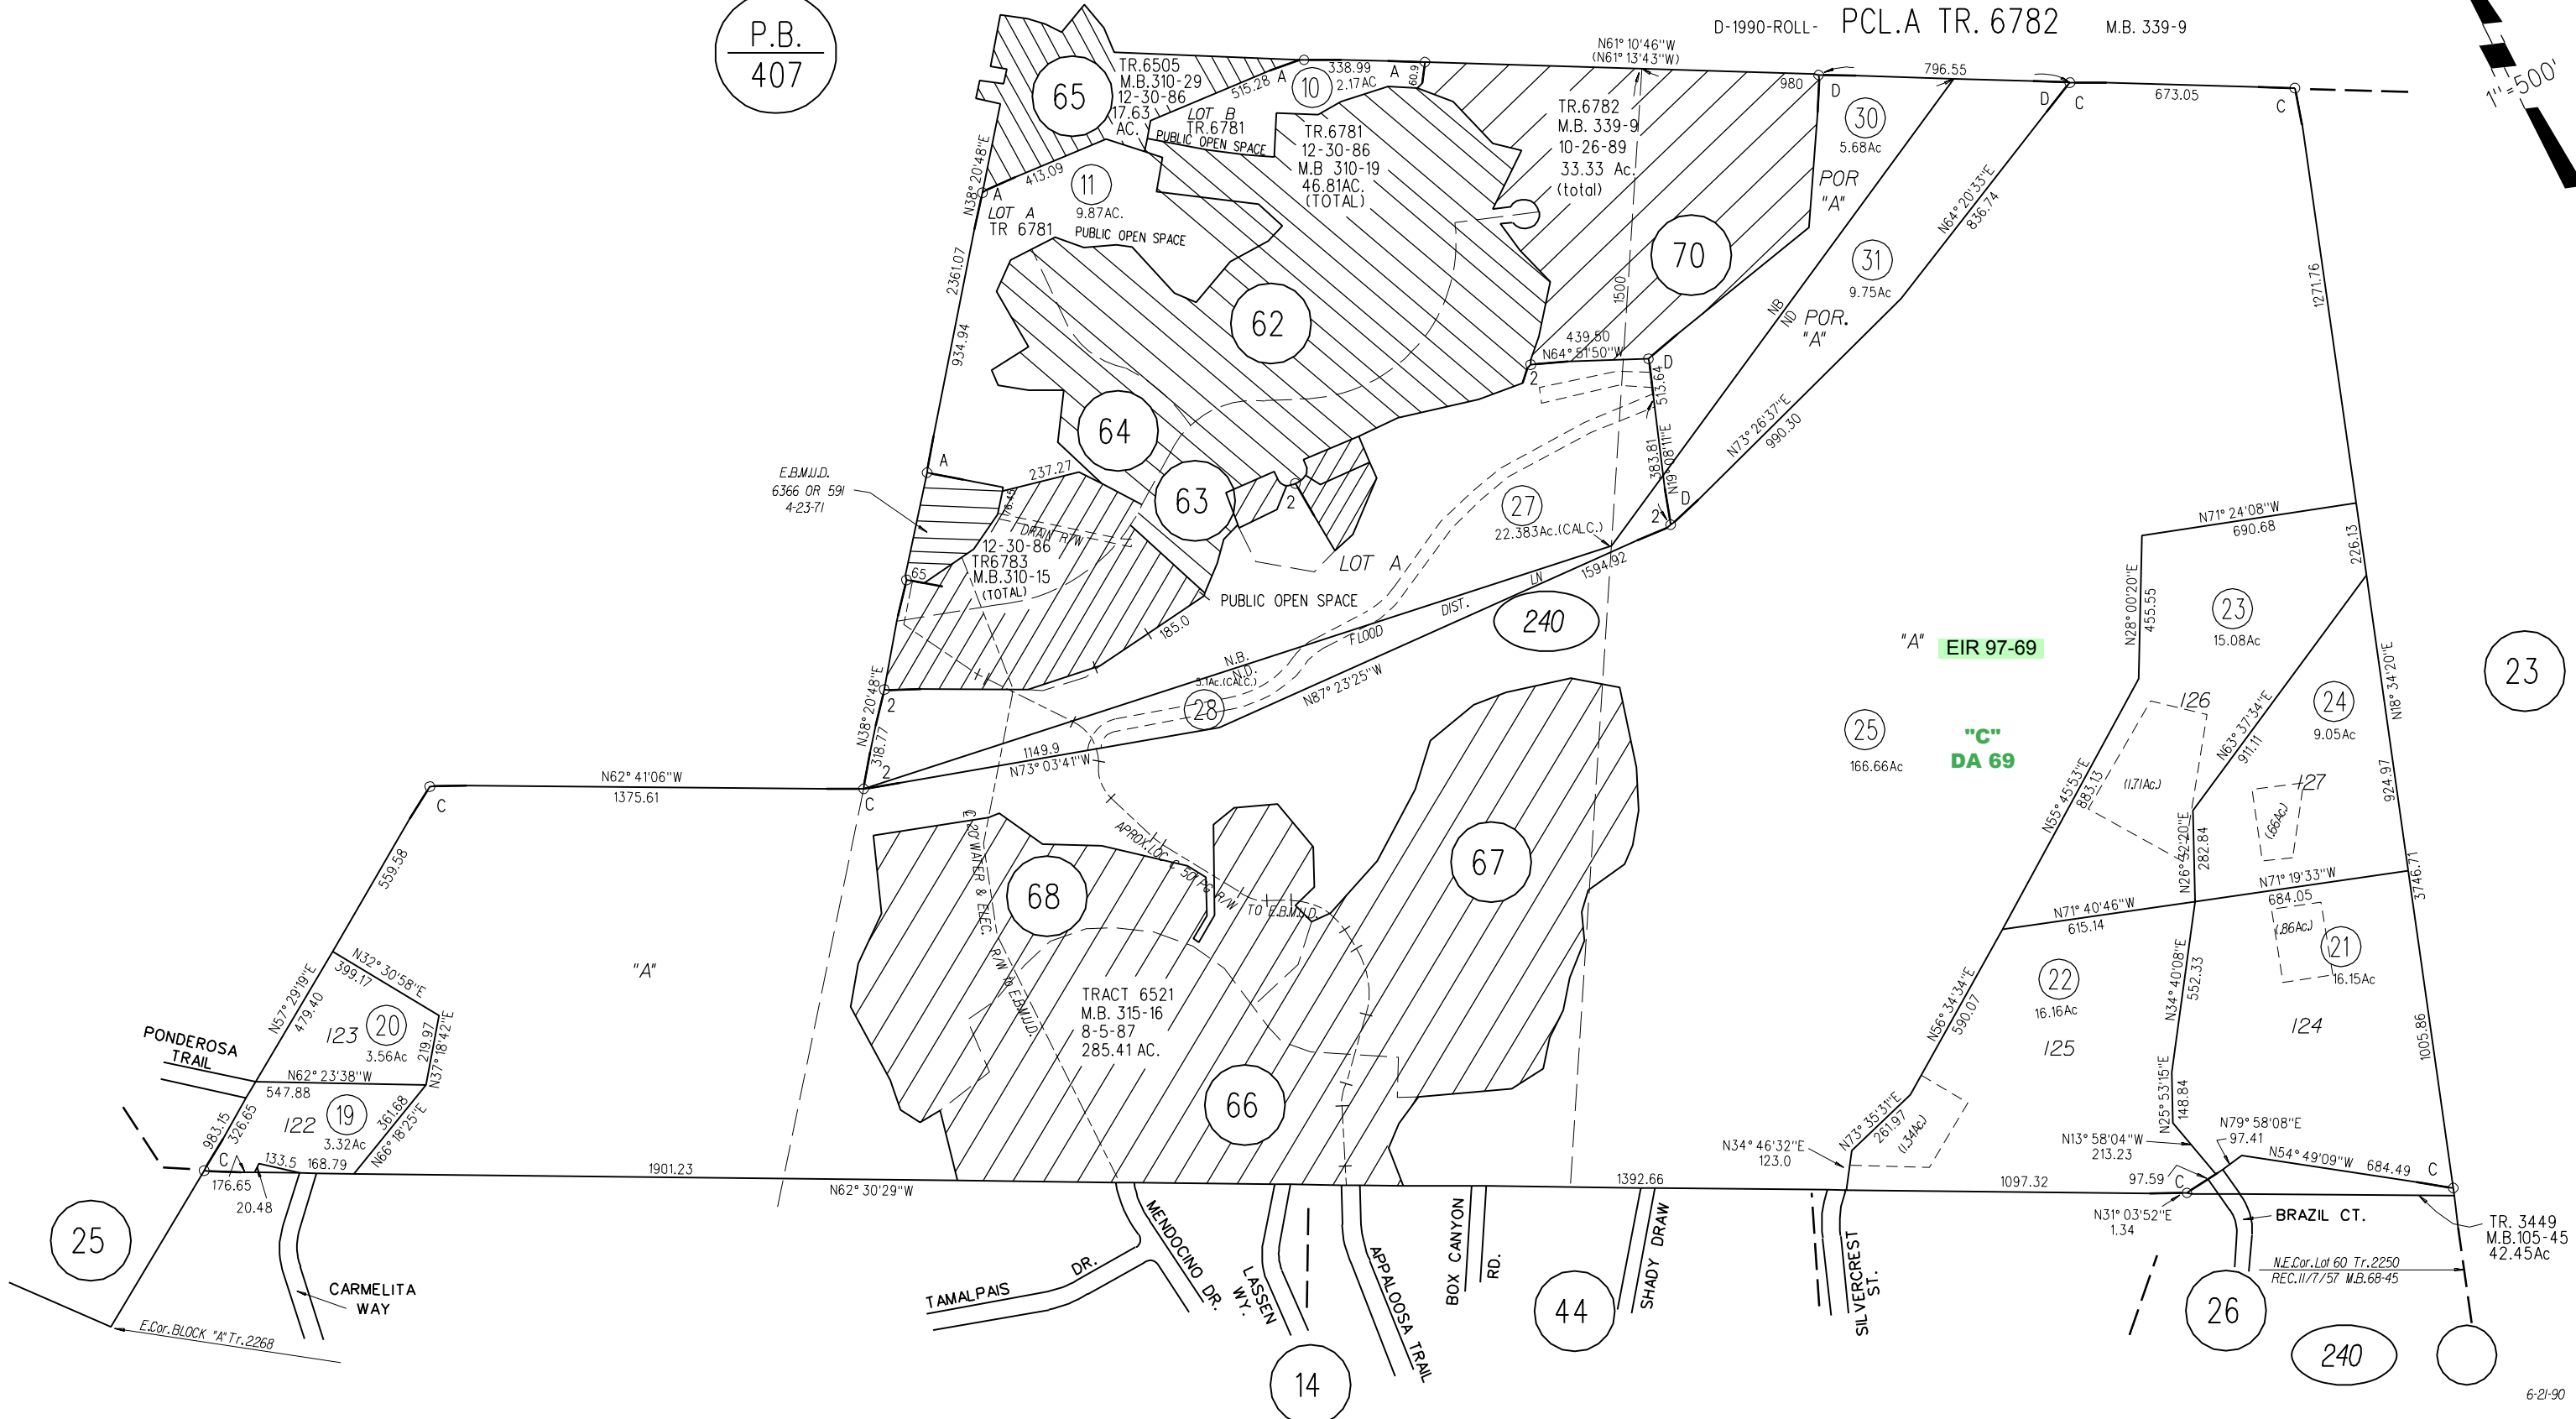 P.B.
407
D-1990-ROLL- PCL.A TR. 6782 M.B. 339-9
1"=500'
N61° 10'46"W
(N61° 13'43"W)
65
TR.6505
M.B.310-29
12-30-86
17.63
AC.
515.28
A
338.99
A
60.9
10
2.17AC
LOT B
TR.6781
PUBLIC OPEN SPACE
TR.6781
12-30-86
M.B 310-19
46.81AC.
(TOTAL)
TR.6782
M.B. 339-9
10-26-89
33.33 Ac.
(total)
980
D
796.55
D
C
673.05
C
30
5.68Ac
POR
"A"
31
9.75Ac
POR.
"A"
NB
ND
N64° 20'33"E
836.74
1271.76
N38° 20'48"E
A
413.09
11
9.87AC.
LOT A
TR 6781
PUBLIC OPEN SPACE
2361.07
934.94
62
70
1500
439.50
N64° 51'50"W
2
D
513.64
383.81
N19° 08'11"E
D
2
N73° 26'37"E
990.30
64
63
2
A
E.B.M.U.D.
6366 OR 591
4-23-71
237.27
176.45
DRAIN R/W
12-30-86
TR6783
M.B.310-15
(TOTAL)
65
185.0
27
22.383Ac.(CALC.)
LOT A
PUBLIC OPEN SPACE
1594.92
LN
DIST.
FLOOD
240
N.B.
N.D.
5.1Ac.(CALC.)
28
N87° 23'25"W
N38° 20'48"E
318.77
2
2
C
1149.9
N73° 03'41"W
N71° 24'08"W
690.68
226.13
N28° 00'20"E
455.55
23
15.08Ac
"A"
EIR 97-69
25
166.66Ac
"C"
DA 69
126
(1.71Ac.)
N55° 45'53"E
883.13
N63° 37'34"E
911.11
24
9.05Ac
N18° 34'20"E
924.97
127
(.66Ac.)
N26° 32'20"E
282.84
3746.71
23
N62° 41'06"W
1375.61
C
559.58
"A"
N57° 29'19"E
479.40
N32° 30'58"E
399.17
123
20
3.56Ac
219.97
N37° 18'42"E
PONDEROSA
TRAIL
N62° 23'38"W
547.88
122
19
3.32Ac
361.68
N66° 18'25"E
983.15
326.65
C
176.65
20.48
133.5
168.79
1901.23
N62° 30'29"W
68
67
66
TRACT 6521
M.B. 315-16
8-5-87
285.41 AC.
℄ 20' WATER & ELEC.
R/W to E.B.M.U.D.
APROX.LOC ℄ 50' PG. R/W
TO E.B.M.U.D.
N71° 40'46"W
615.14
N71° 19'33"W
684.05
(.86Ac.)
21
16.15Ac
124
22
16.16Ac
125
N56° 34'34"E
590.07
N34° 40'08"E
552.33
1005.86
N25° 53'15"E
148.84
N73° 35'31"E
261.97
(1.34Ac)
N34° 46'32"E
123.0
N13° 58'04"W
213.23
N79° 58'08"E
97.41
N54° 49'09"W
684.49
C
97.59
C
N31° 03'52"E
1.34
1392.66
1097.32
25
E.Cor.BLOCK "A"Tr.2268
CARMELITA
WAY
TAMALPAIS
DR.
MENDOCINO DR.
LASSEN
WY.
14
APPALOOSA TRAIL
BOX CANYON
RD.
44
SHADY DRAW
SILVERCREST
ST.
BRAZIL CT.
26
N.E.Cor.Lot 60 Tr.2250
REC.11/7/57 M.B.68-45
TR. 3449
M.B.105-45
42.45Ac
240
6-21-90